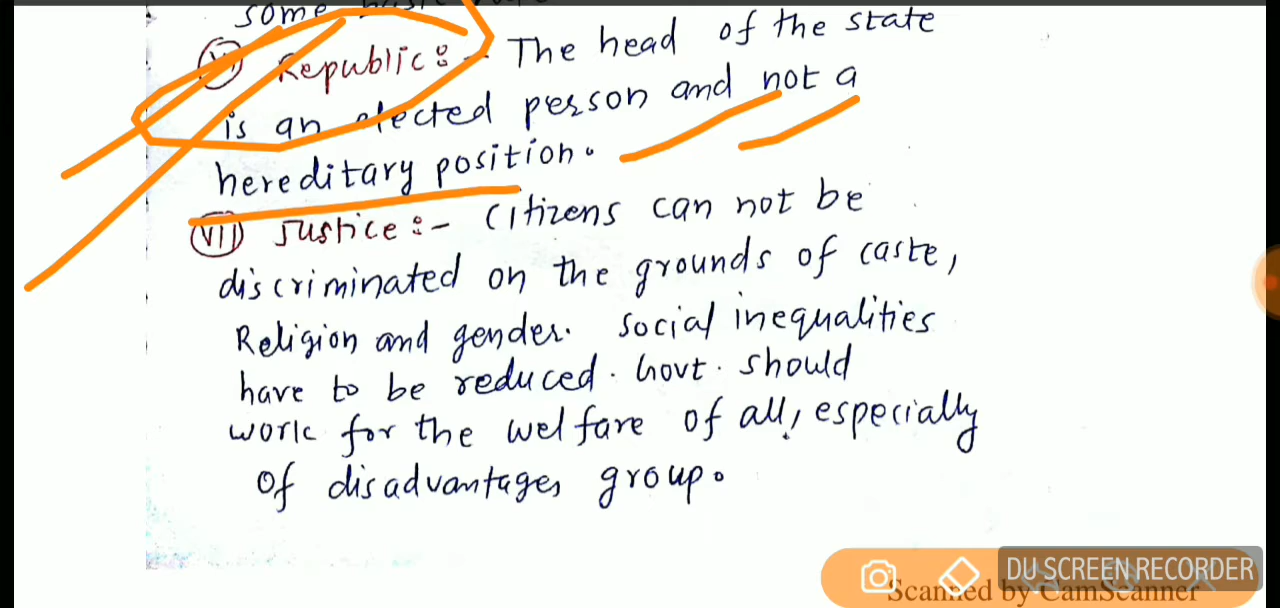 some
(VI) Republic:- The head of the state
is an elected person and not a
hereditary position.
(VII) Justice:- Citizens can not be
discriminated on the grounds of caste,
Religion and gender. Social inequalities
have to be reduced. Govt. should
work for the welfare of all, especially
of disadvantages group.
DU SCREEN RECORDER
Scanned by CamScanner